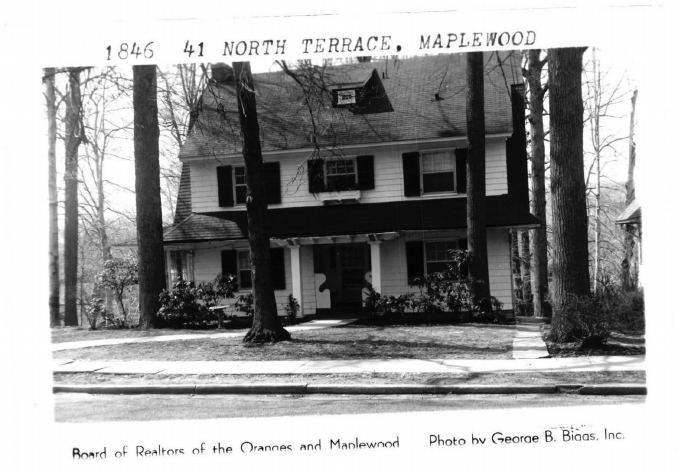 1846 41 NORTH TERRACE, MAPLEWOOD
Board of Realtors of the Oranges and Maplewood Photo by George B. Biggs, Inc.